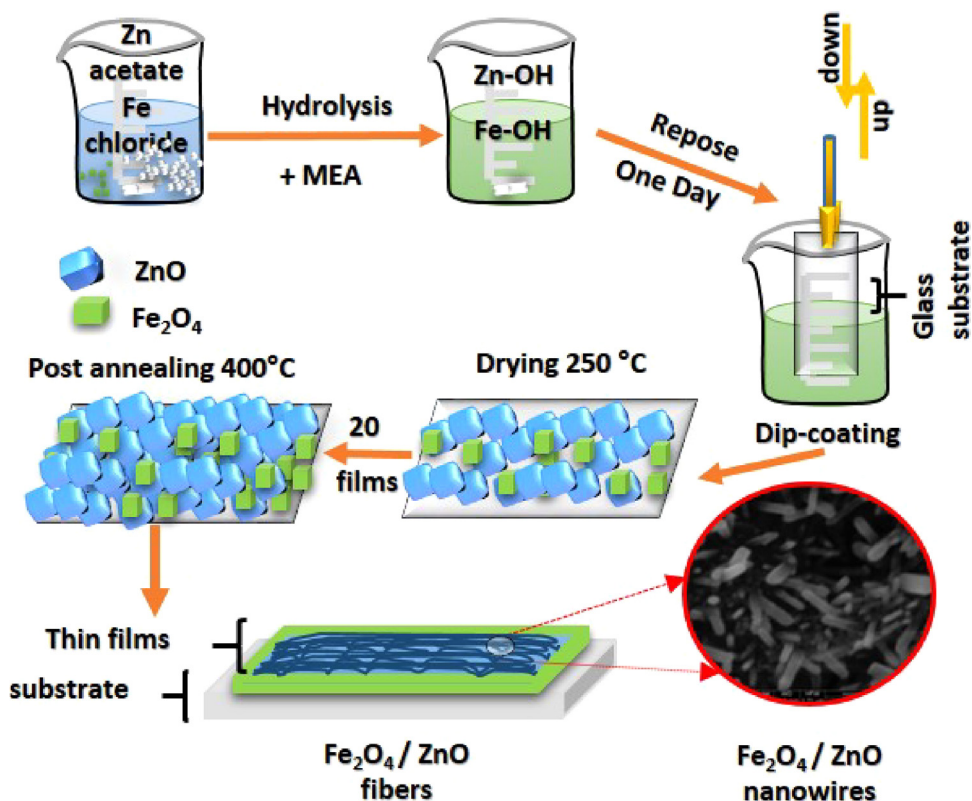 Zn
acetate
Fe
chloride
Hydrolysis
+ MEA
Zn-OH
Fe-OH
Repose
One Day
down
up
Glass
substrate
ZnO
Fe₂O₄
Post annealing 400°C
Drying 250 °C
Dip-coating
20
films
Thin films
substrate
Fe₂O₄ / ZnO
fibers
Fe₂O₄ / ZnO
nanowires